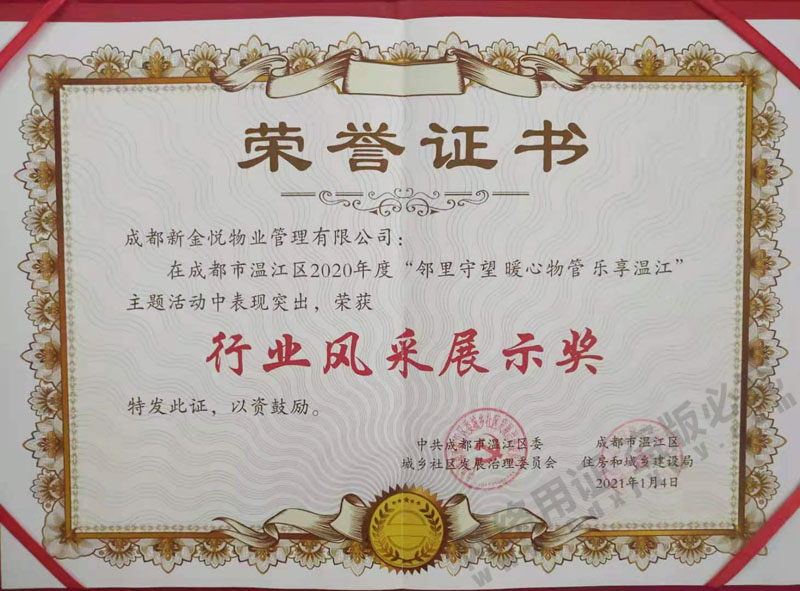 荣誉证书
成都新金悦物业管理有限公司：
在成都市温江区2020年度“邻里守望 暖心物管 乐享温江”
主题活动中表现突出，荣获
行业风采展示奖
特发此证，以资鼓励。
中共成都市温江区委
城乡社区发展治理委员会
成都市温江区
住房和城乡建设局
2021年1月4日